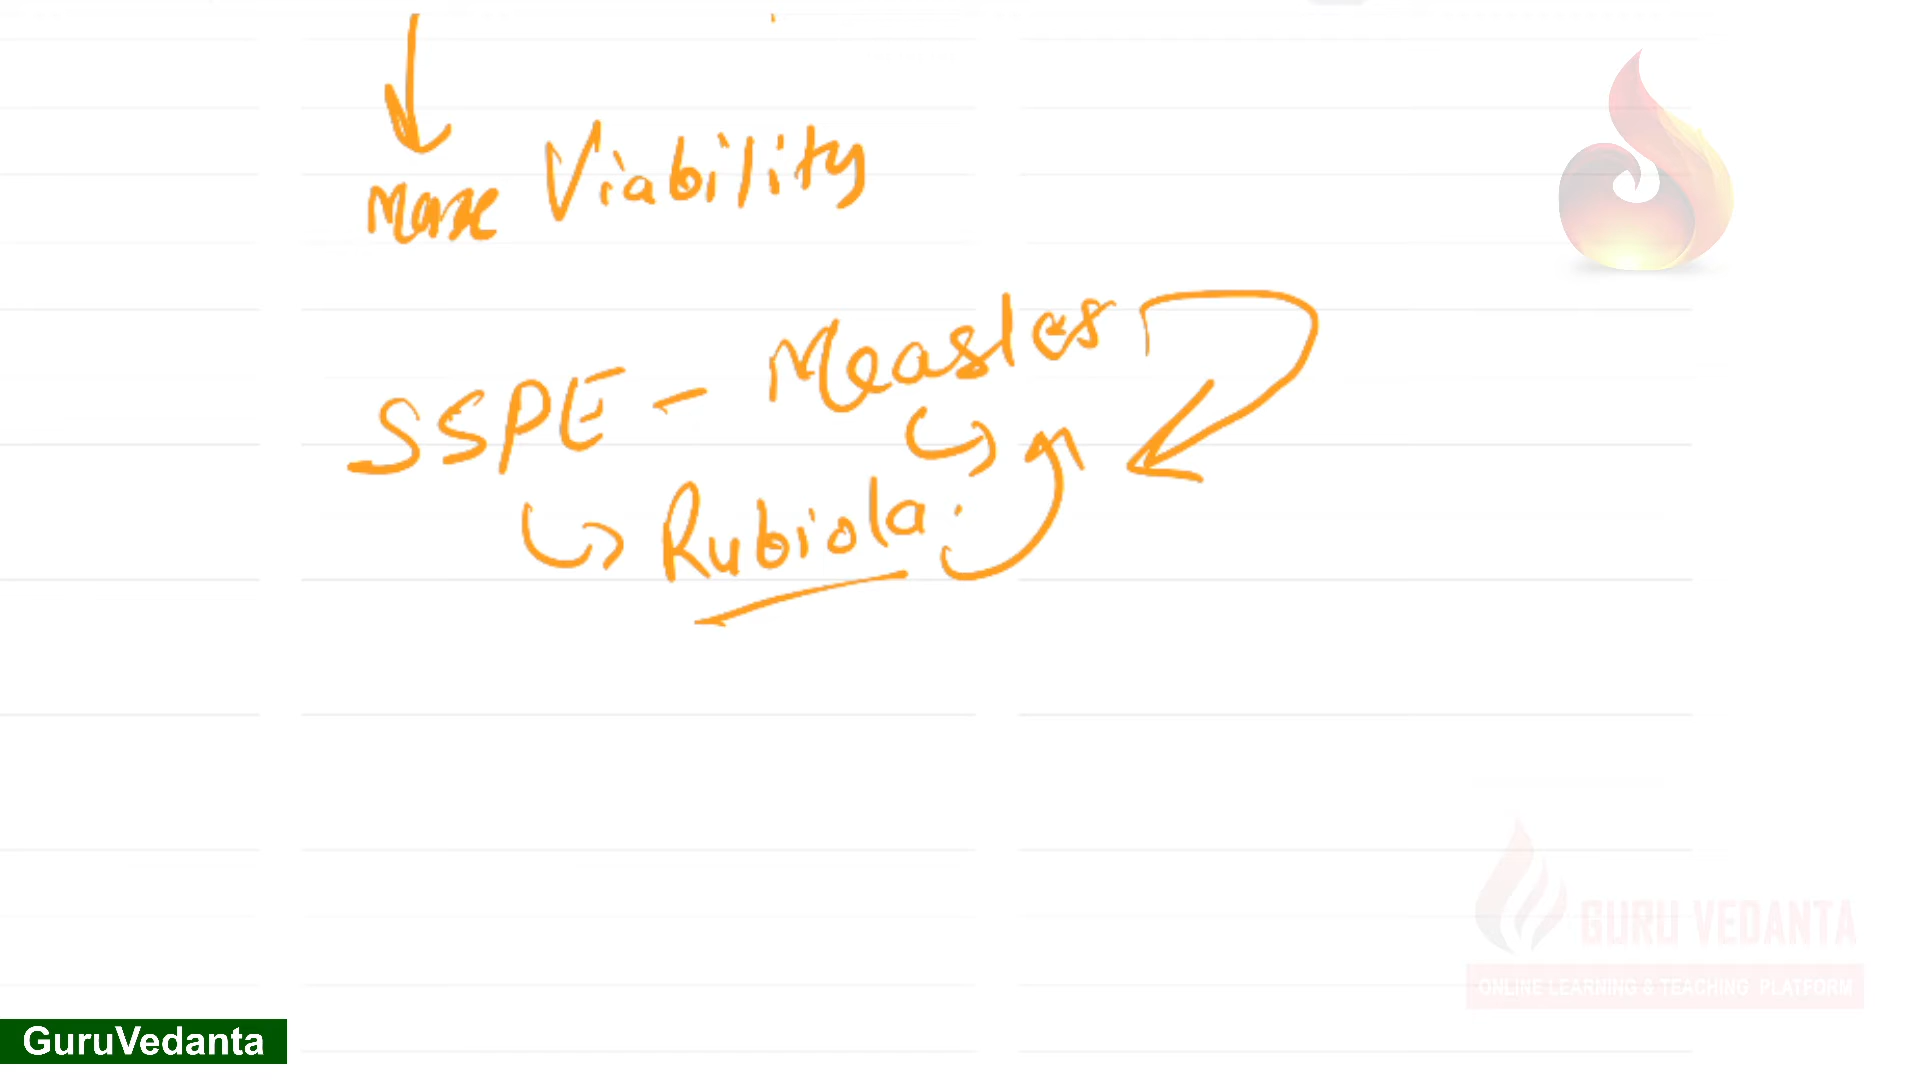 More Viability
SSPE - Measles
Rubiola.
GURU VEDANTA
ONLINE LEARNING & TEACHING PLATFORM
GuruVedanta